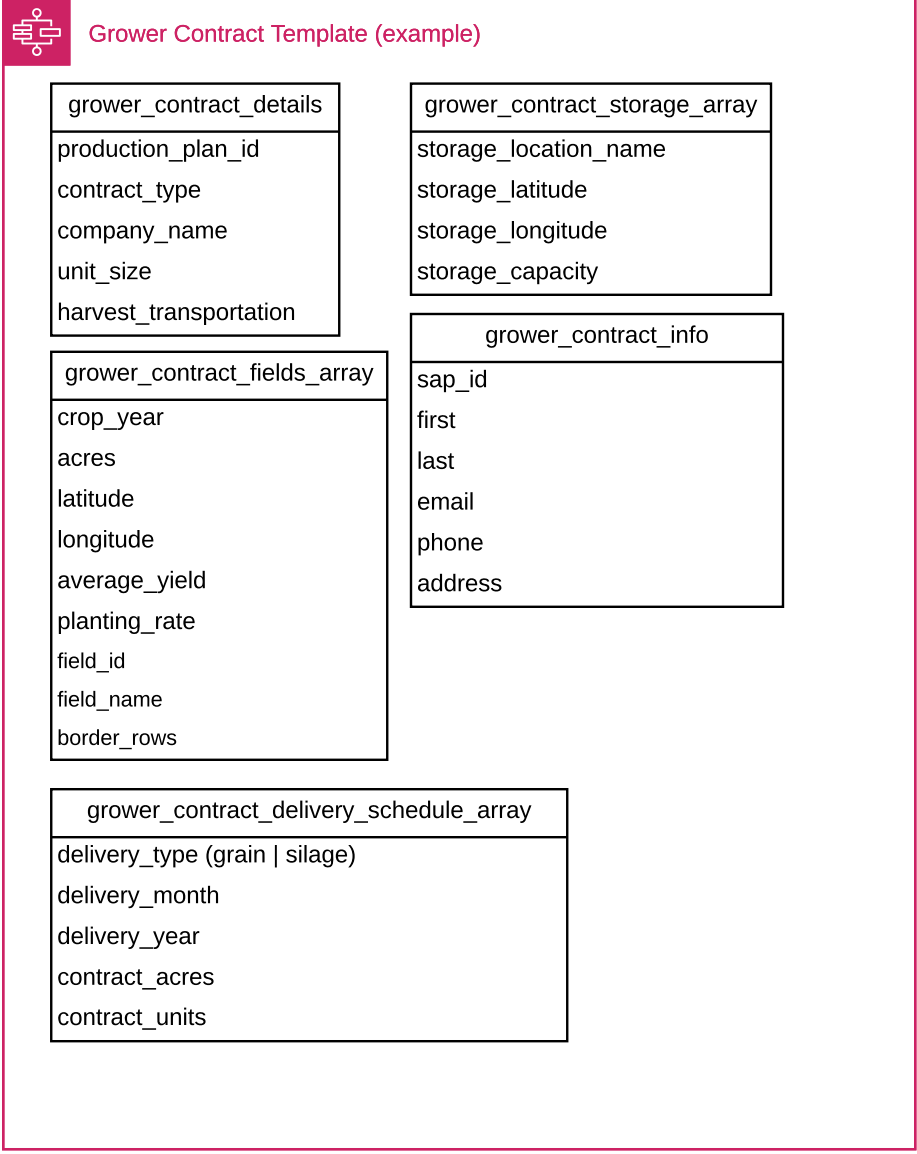 Grower Contract Template (example)
grower_contract_details
production_plan_id
contract_type
company_name
unit_size
harvest_transportation
grower_contract_storage_array
storage_location_name
storage_latitude
storage_longitude
storage_capacity
grower_contract_fields_array
crop_year
acres
latitude
longitude
average_yield
planting_rate
field_id
field_name
border_rows
grower_contract_info
sap_id
first
last
email
phone
address
grower_contract_delivery_schedule_array
delivery_type (grain | silage)
delivery_month
delivery_year
contract_acres
contract_units